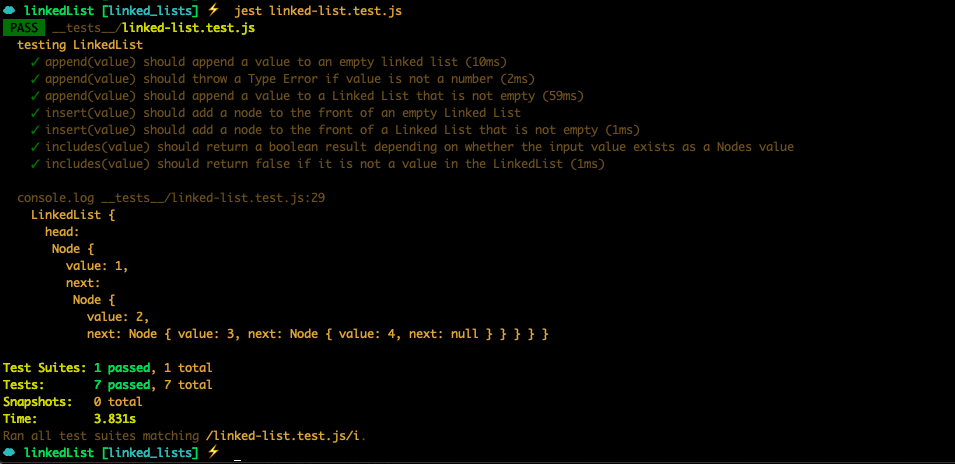 linkedList [linked_lists] ⚡ jest linked-list.test.js
PASS __tests__/linked-list.test.js
testing LinkedList
✓ append(value) should append a value to an empty linked list (10ms)
✓ append(value) should throw a Type Error if value is not a number (2ms)
✓ append(value) should append a value to a Linked List that is not empty (59ms)
✓ insert(value) should add a node to the front of an empty Linked List
✓ insert(value) should add a node to the front of a Linked List that is not empty (1ms)
✓ includes(value) should return a boolean result depending on whether the input value exists as a Nodes value
✓ includes(value) should return false if it is not a value in the LinkedList (1ms)
console.log __tests__/linked-list.test.js:29
LinkedList {
head:
Node {
value: 1,
next:
Node {
value: 2,
next: Node { value: 3, next: Node { value: 4, next: null } } } } }
Test Suites: 1 passed, 1 total
Tests: 7 passed, 7 total
Snapshots: 0 total
Time: 3.831s
Ran all test suites matching /linked-list.test.js/i.
linkedList [linked_lists] ⚡ _